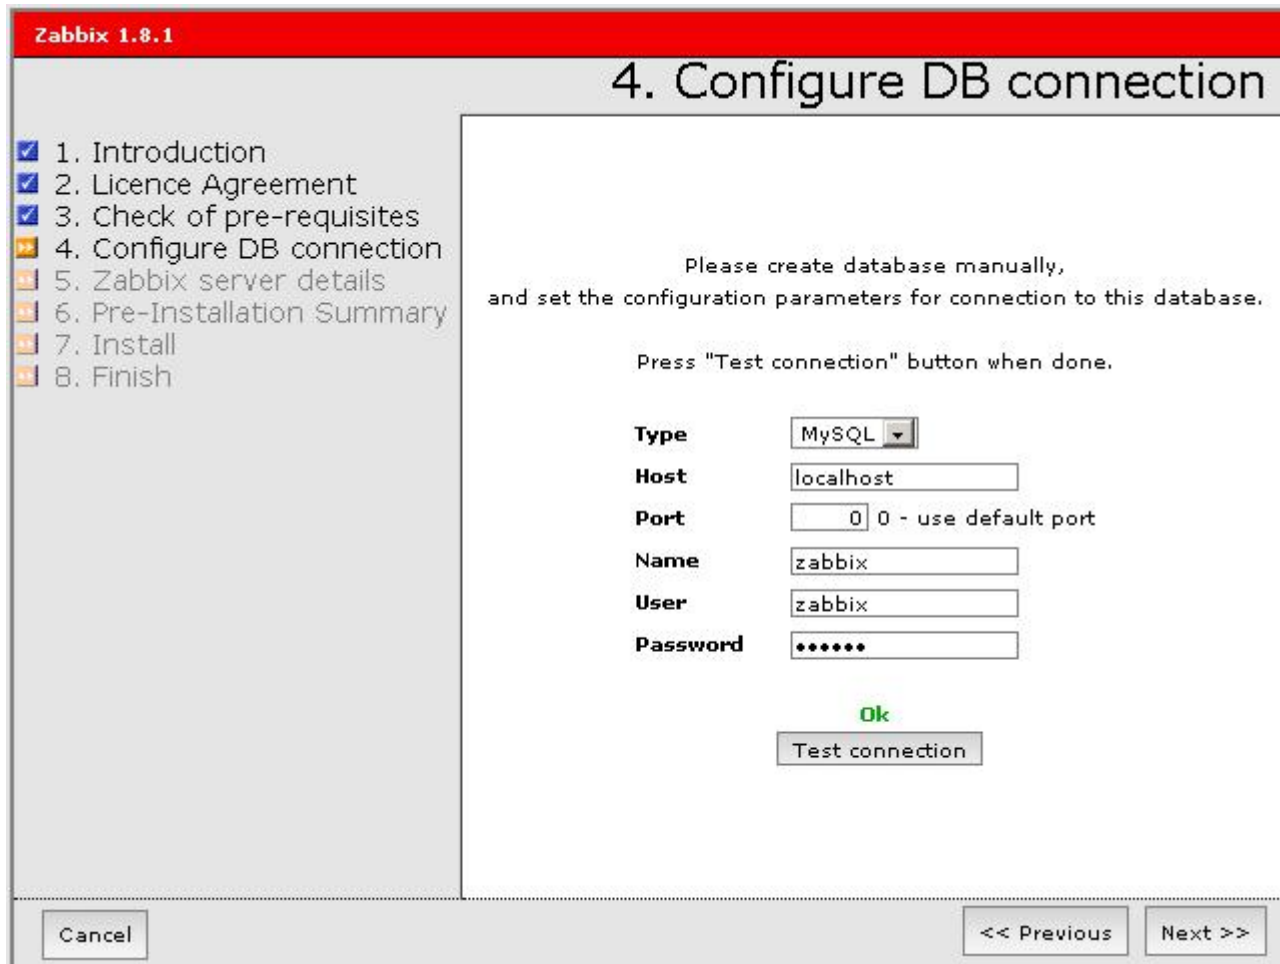 Zabbix 1.8.1
4. Configure DB connection
1. Introduction
2. Licence Agreement
3. Check of pre-requisites
4. Configure DB connection
5. Zabbix server details
6. Pre-Installation Summary
7. Install
8. Finish
Please create database manually,
and set the configuration parameters for connection to this database.
Press "Test connection" button when done.
Type MySQL
Host localhost
Port 0 0 - use default port
Name zabbix
User zabbix
Password ••••••
Ok
Test connection
Cancel << Previous Next >>